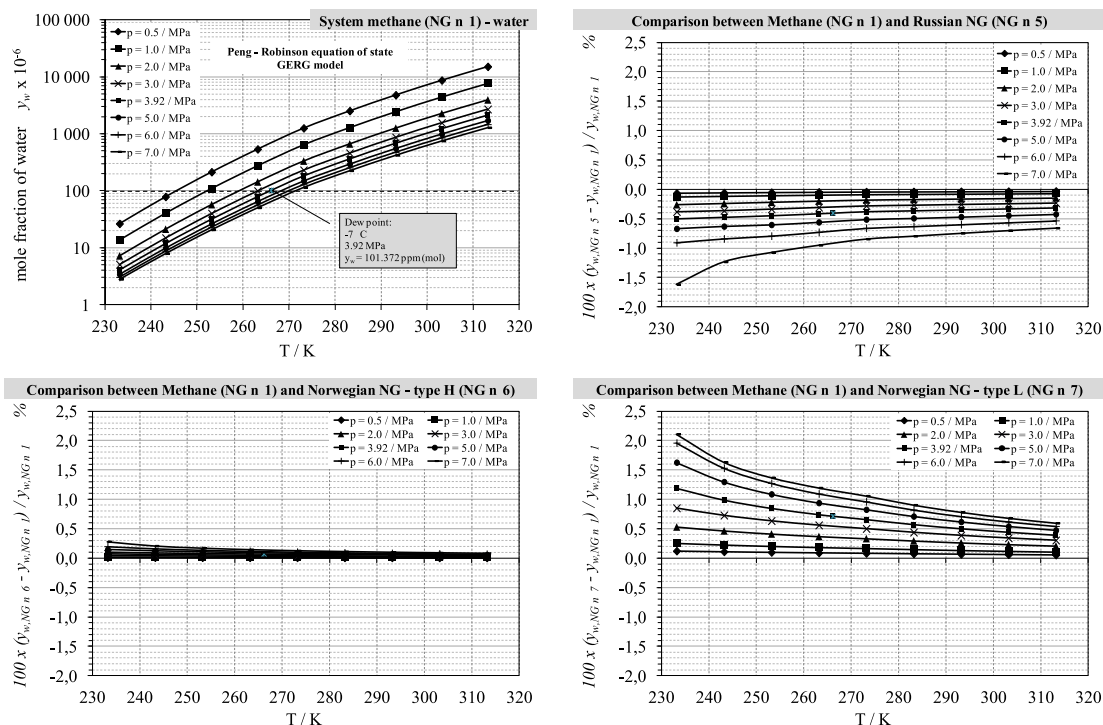 System methane (NG n 1) - water
mole fraction of water y_w x 10^-6
Peng - Robinson equation of state
GERG model
p = 0.5 / MPa
p = 1.0 / MPa
p = 2.0 / MPa
p = 3.0 / MPa
p = 3.92 / MPa
p = 5.0 / MPa
p = 6.0 / MPa
p = 7.0 / MPa
100 000
10 000
1 000
100
10
1
Dew point:
-7 C
3.92 MPa
y_w = 101.372 ppm (mol)
230 240 250 260 270 280 290 300 310 320
T / K
Comparison between Methane (NG n 1) and Russian NG (NG n 5)
100 x (y_w,NG n 5 - y_w,NG n 1) / y_w,NG n 1 %
p = 0.5 / MPa
p = 1.0 / MPa
p = 2.0 / MPa
p = 3.0 / MPa
p = 3.92 / MPa
p = 5.0 / MPa
p = 6.0 / MPa
p = 7.0 / MPa
2,5
2,0
1,5
1,0
0,5
0,0
-0,5
-1,0
-1,5
-2,0
230 240 250 260 270 280 290 300 310 320
T / K
Comparison between Methane (NG n 1) and Norwegian NG - type H (NG n 6)
100 x (y_w,NG n 6 - y_w,NG n 1) / y_w,NG n 1 %
p = 0.5 / MPa p = 1.0 / MPa
p = 2.0 / MPa p = 3.0 / MPa
p = 3.92 / MPa p = 5.0 / MPa
p = 6.0 / MPa p = 7.0 / MPa
2,5
2,0
1,5
1,0
0,5
0,0
-0,5
-1,0
-1,5
-2,0
230 240 250 260 270 280 290 300 310 320
T / K
Comparison between Methane (NG n 1) and Norwegian NG - type L (NG n 7)
100 x (y_w,NG n 7 - y_w,NG n 1) / y_w,NG n 1 %
p = 0.5 / MPa p = 1.0 / MPa
p = 2.0 / MPa p = 3.0 / MPa
p = 3.92 / MPa p = 5.0 / MPa
p = 6.0 / MPa p = 7.0 / MPa
2,5
2,0
1,5
1,0
0,5
0,0
-0,5
-1,0
-1,5
-2,0
230 240 250 260 270 280 290 300 310 320
T / K